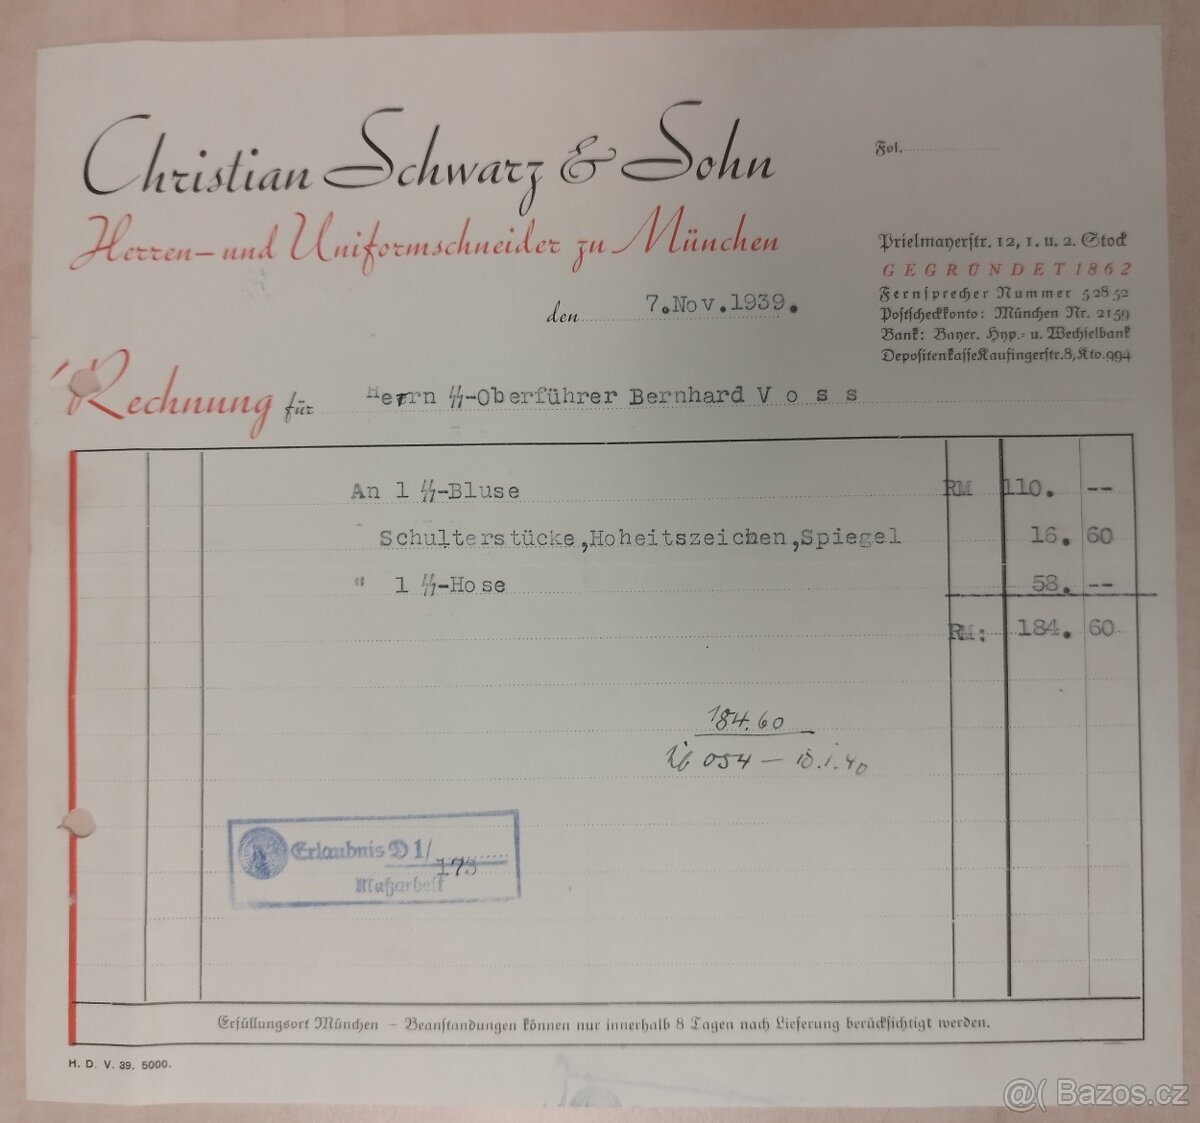 Christian Schwarz & Sohn
Herren- und Uniformschneider zu München
Fol.
Prielmayerstr. 12, 1. u. 2. Stock
GEGRÜNDET 1862
Fernsprecher Nummer 52852
Postscheckkonto: München Nr. 2159
Bank: Bayer. Hyp.- u. Wechselbank
Depositenkasse Kaufingerstr. 8, Kto. 994
den 7.Nov.1939.
Rechnung für Herrn ᛋᛋ-Oberführer Bernhard V o s s
An 1 ᛋᛋ-Bluse RM 110. --
Schulterstücke,Hoheitszeichen,Spiegel 16. 60
" 1 ᛋᛋ-Hose 58. --
RM: 184. 60
184.60
054 -
Erlaubnis D 1/173
Maßarbeit
Erfüllungsort München - Beanstandungen können nur innerhalb 8 Tagen nach Lieferung berücksichtigt werden.
H. D. V. 39. 5000.
@( Bazos.cz